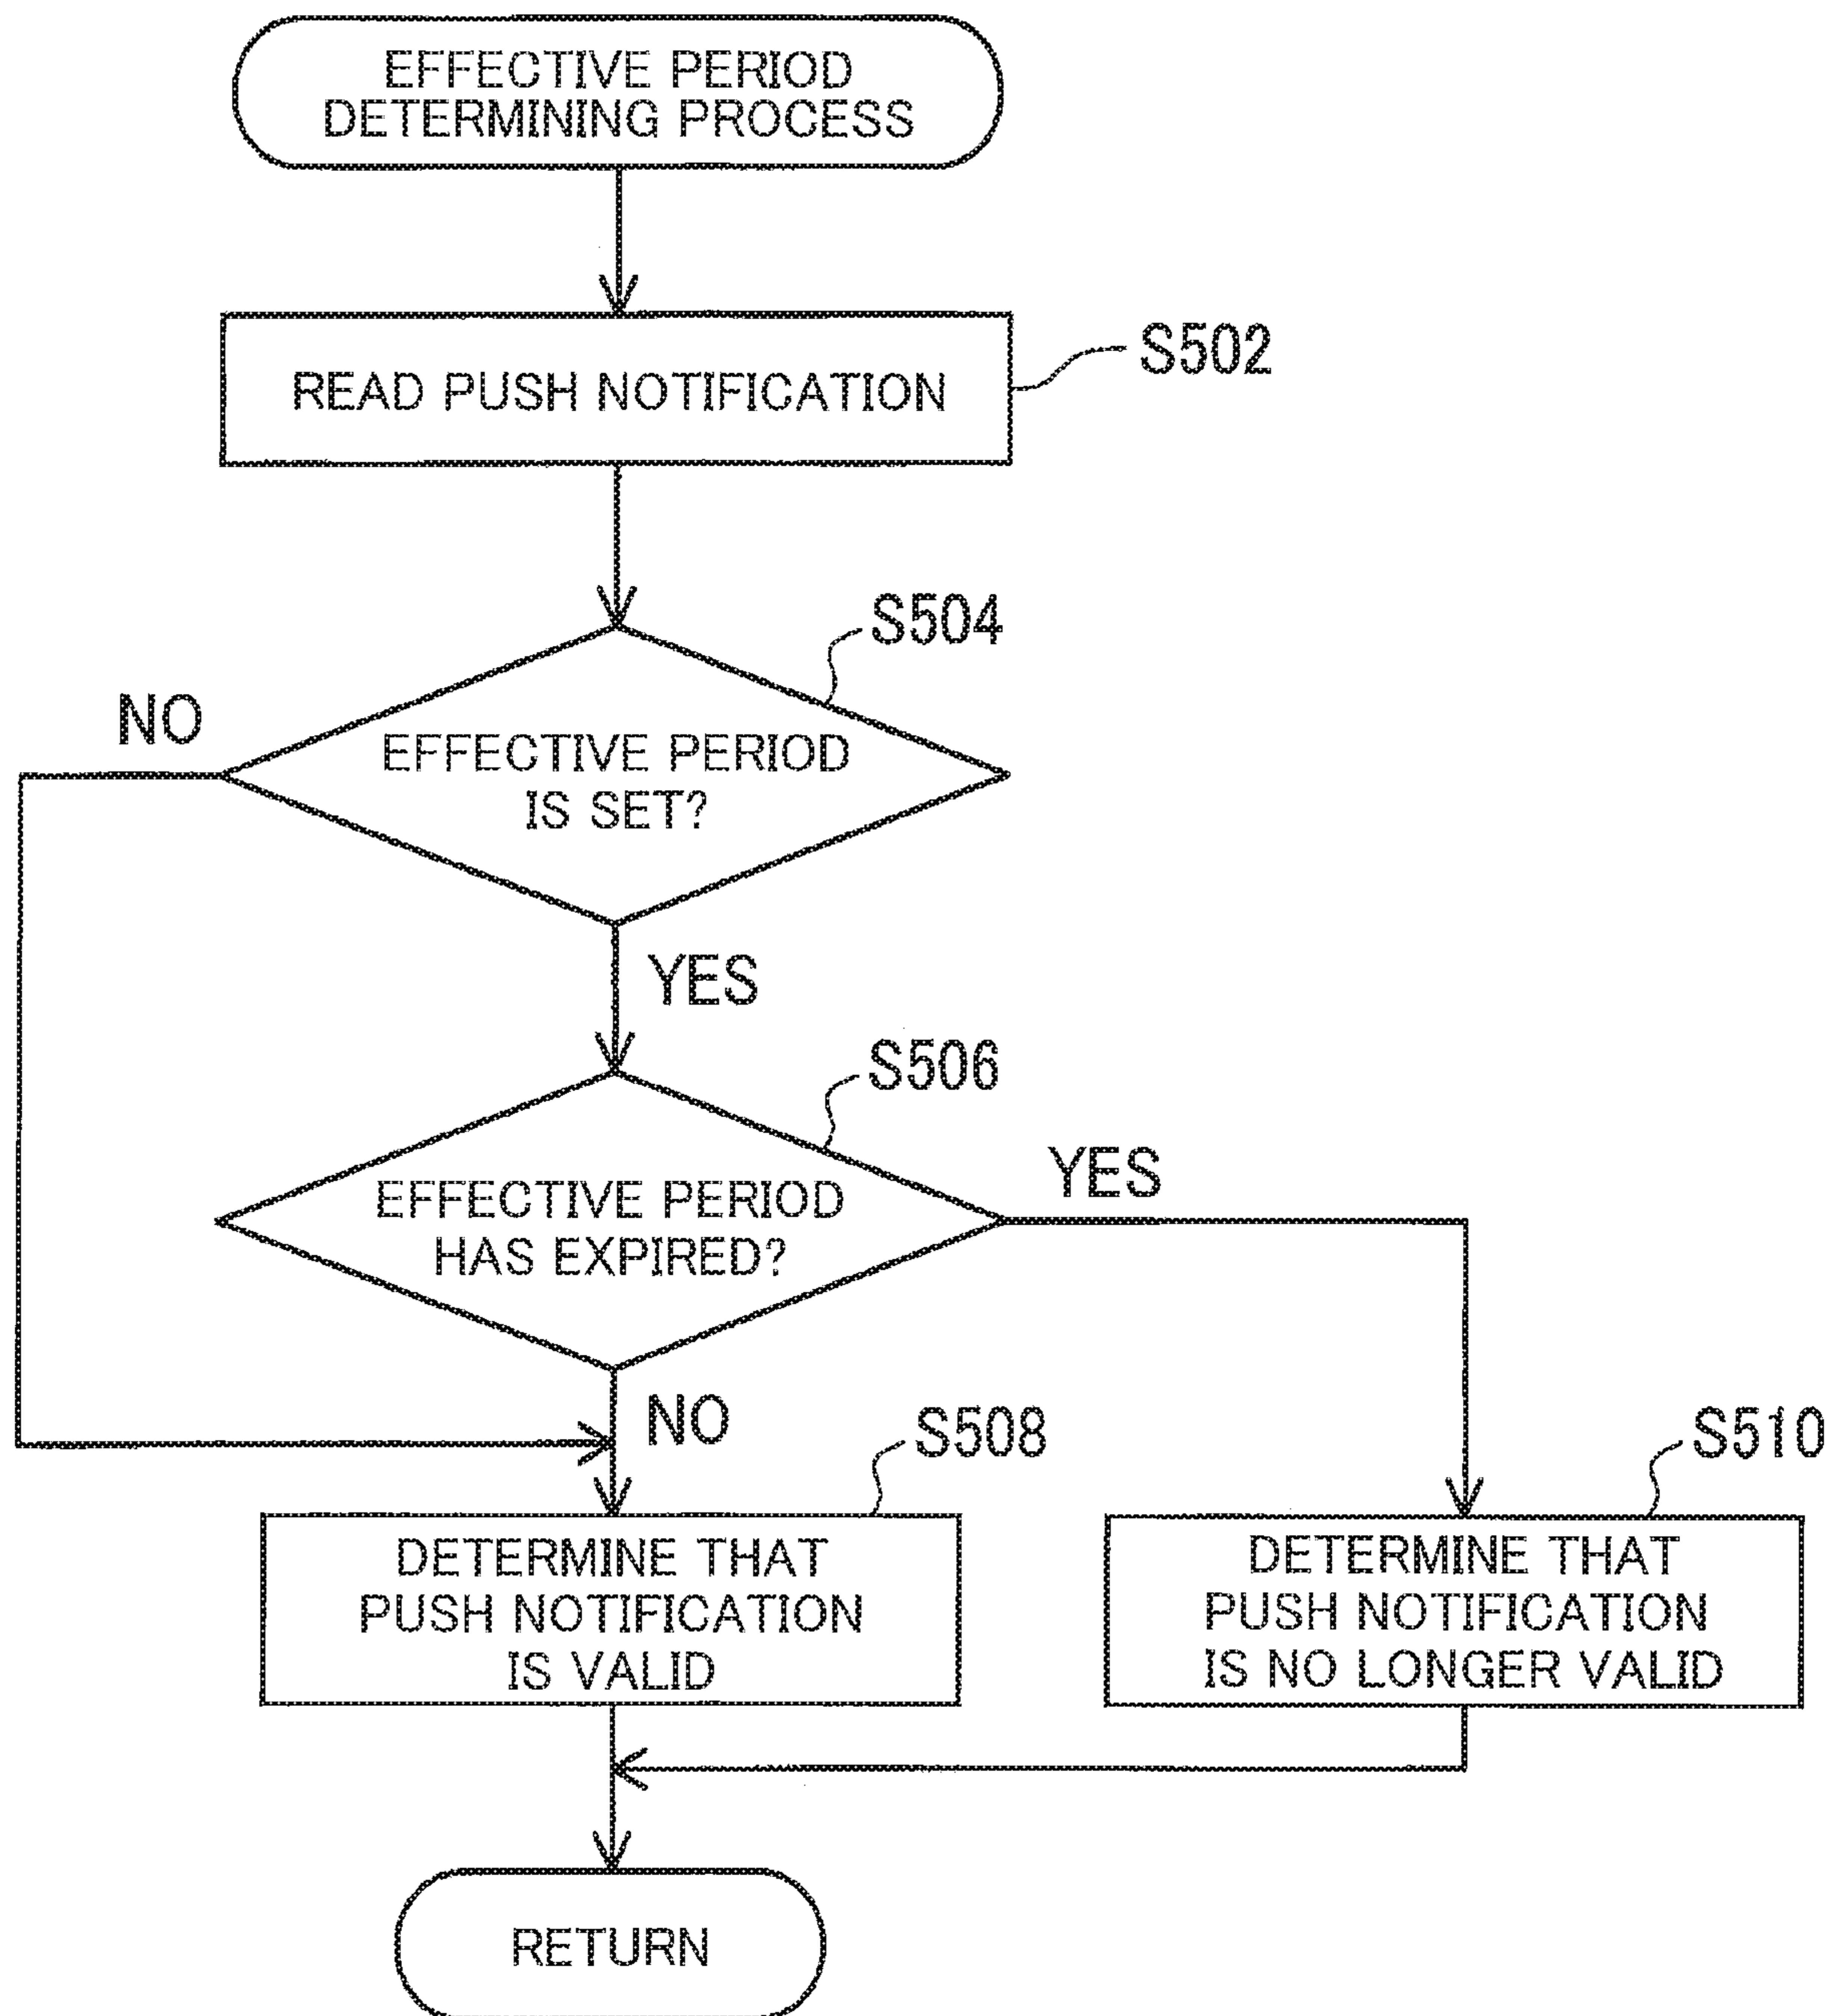 EFFECTIVE PERIOD
DETERMINING PROCESS
READ PUSH NOTIFICATION
S502
S504
NO
EFFECTIVE PERIOD
IS SET?
YES
S506
EFFECTIVE PERIOD
HAS EXPIRED?
YES
NO
S508
S510
DETERMINE THAT
PUSH NOTIFICATION
IS VALID
DETERMINE THAT
PUSH NOTIFICATION
IS NO LONGER VALID
RETURN